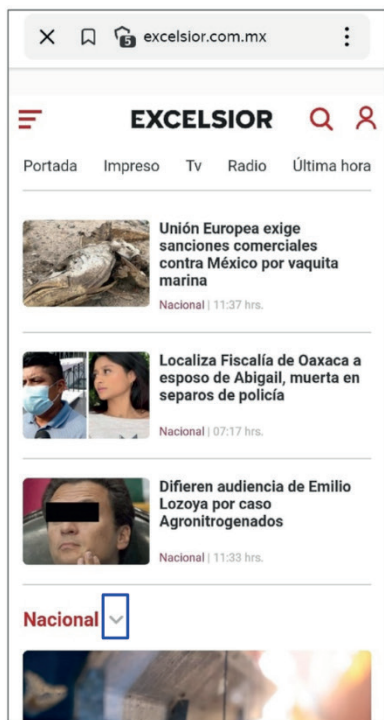 5 excelsior.com.mx
EXCELSIOR
Portada Impreso Tv Radio Última hora
Unión Europea exige
sanciones comerciales
contra México por vaquita
marina
Nacional | 11:37 hrs.
Localiza Fiscalía de Oaxaca a
esposo de Abigail, muerta en
separos de policía
Nacional | 07:17 hrs.
Difieren audiencia de Emilio
Lozoya por caso
Agronitrogenados
Nacional | 11:33 hrs.
Nacional